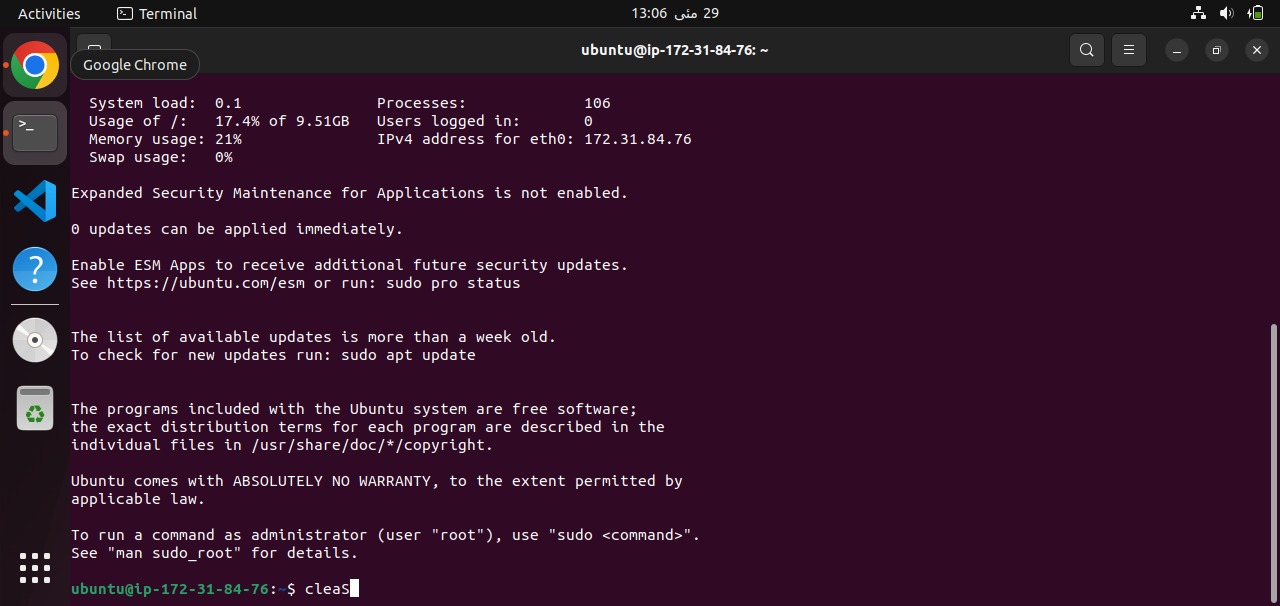 Activities Terminal 29 مئی 13:06
ubuntu@ip-172-31-84-76: ~
Google Chrome
System load: 0.1 Processes: 106
Usage of /: 17.4% of 9.51GB Users logged in: 0
Memory usage: 21% IPv4 address for eth0: 172.31.84.76
Swap usage: 0%
Expanded Security Maintenance for Applications is not enabled.
0 updates can be applied immediately.
Enable ESM Apps to receive additional future security updates.
See https://ubuntu.com/esm or run: sudo pro status
The list of available updates is more than a week old.
To check for new updates run: sudo apt update
The programs included with the Ubuntu system are free software;
the exact distribution terms for each program are described in the
individual files in /usr/share/doc/*/copyright.
Ubuntu comes with ABSOLUTELY NO WARRANTY, to the extent permitted by
applicable law.
To run a command as administrator (user "root"), use "sudo <command>".
See "man sudo_root" for details.
ubuntu@ip-172-31-84-76:~$ cleaS